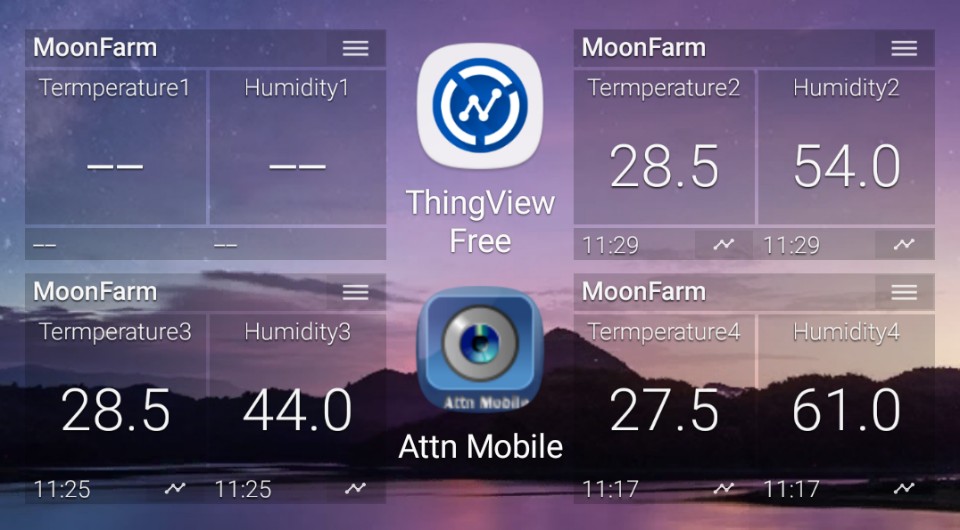 MoonFarm
Termperature1 Humidity1
-- --
-- --
ThingView
Free
MoonFarm
Termperature2 Humidity2
28.5 54.0
11:29 11:29
MoonFarm
Termperature3 Humidity3
28.5 44.0
11:25 11:25
Attn Mobile
Attn Mobile
MoonFarm
Termperature4 Humidity4
27.5 61.0
11:17 11:17